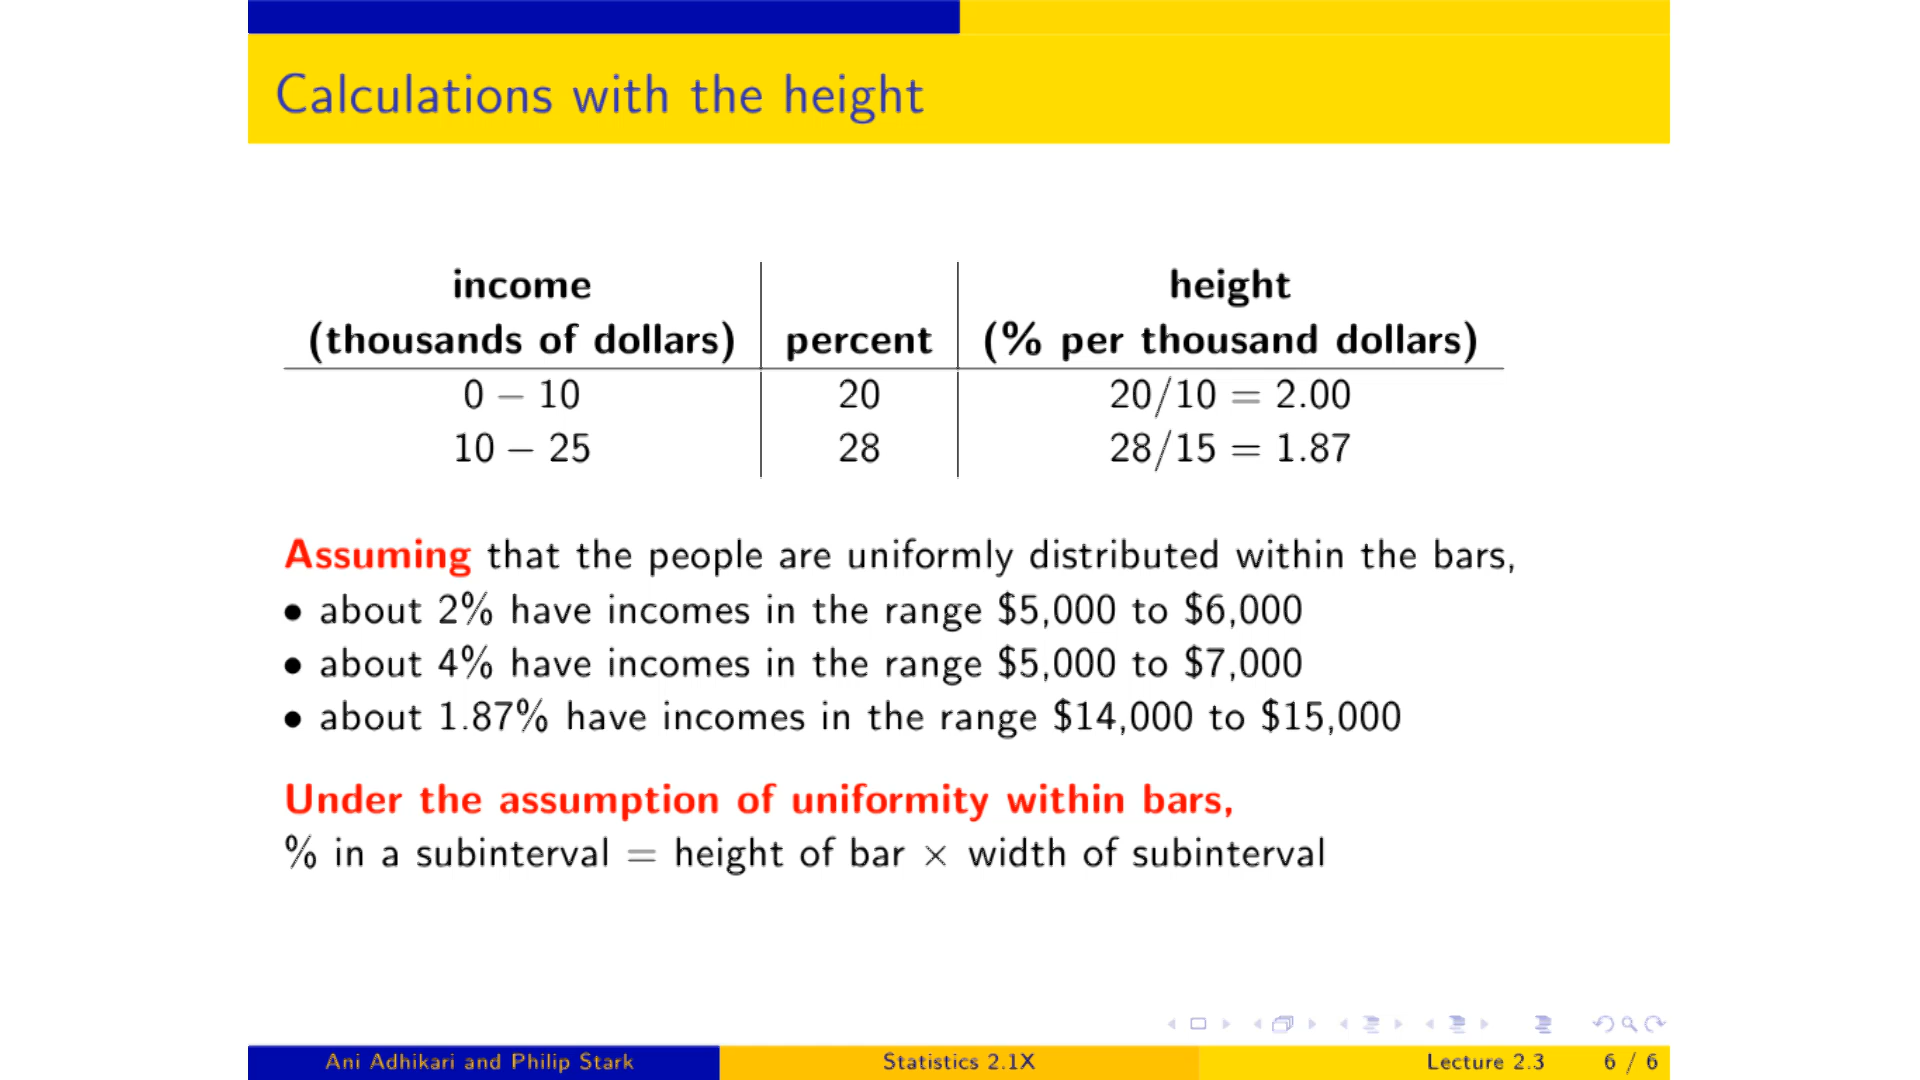 Calculations with the height
income
height
(thousands of dollars) percent (% per thousand dollars)
0 – 10 20 20/10 = 2.00
10 – 25 28 28/15 = 1.87
Assuming that the people are uniformly distributed within the bars,
• about 2% have incomes in the range $5,000 to $6,000
• about 4% have incomes in the range $5,000 to $7,000
• about 1.87% have incomes in the range $14,000 to $15,000
Under the assumption of uniformity within bars,
% in a subinterval = height of bar × width of subinterval
Ani Adhikari and Philip Stark Statistics 2.1X Lecture 2.3 6 / 6